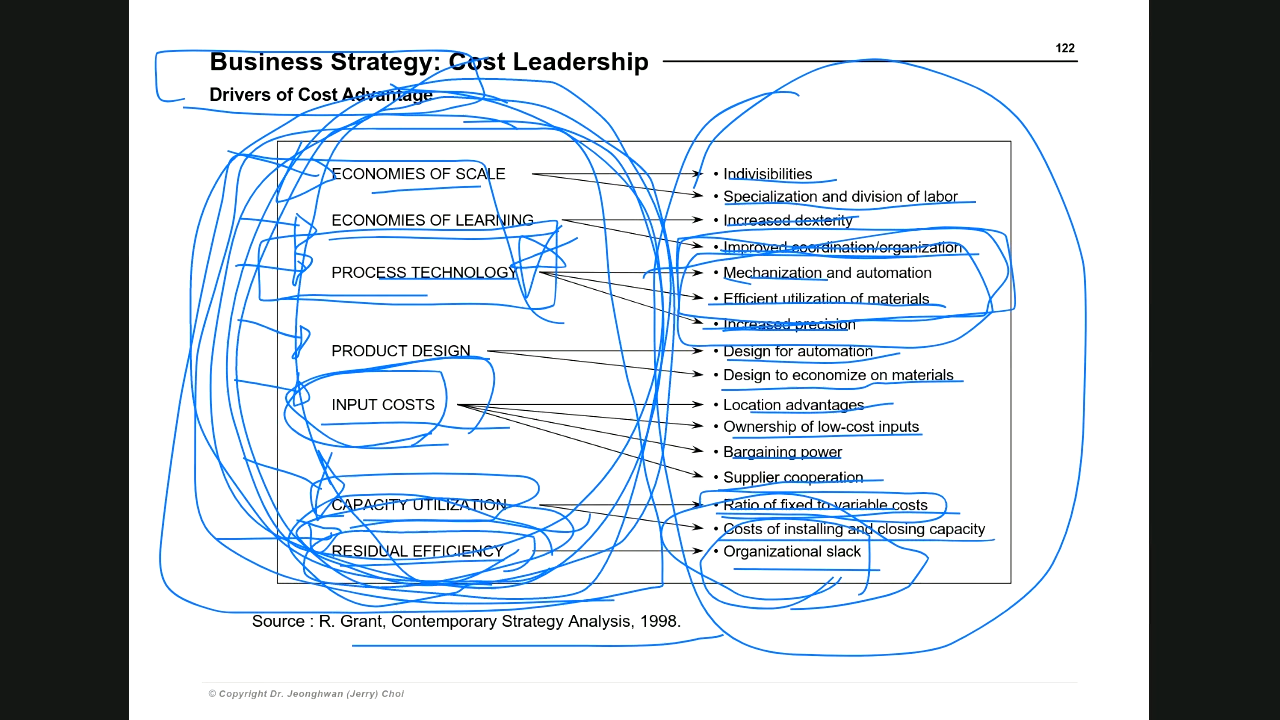 122
Business Strategy: Cost Leadership
Drivers of Cost Advantage
ECONOMIES OF SCALE
• Indivisibilities
• Specialization and division of labor
ECONOMIES OF LEARNING
• Increased dexterity
• Improved coordination/organization
PROCESS TECHNOLOGY
• Mechanization and automation
• Efficient utilization of materials
• Increased precision
PRODUCT DESIGN
• Design for automation
• Design to economize on materials
INPUT COSTS
• Location advantages
• Ownership of low-cost inputs
• Bargaining power
• Supplier cooperation
CAPACITY UTILIZATION
• Ratio of fixed to variable costs
• Costs of installing and closing capacity
RESIDUAL EFFICIENCY
• Organizational slack
Source : R. Grant, Contemporary Strategy Analysis, 1998.
© Copyright Dr. Jeonghwan (Jerry) Choi